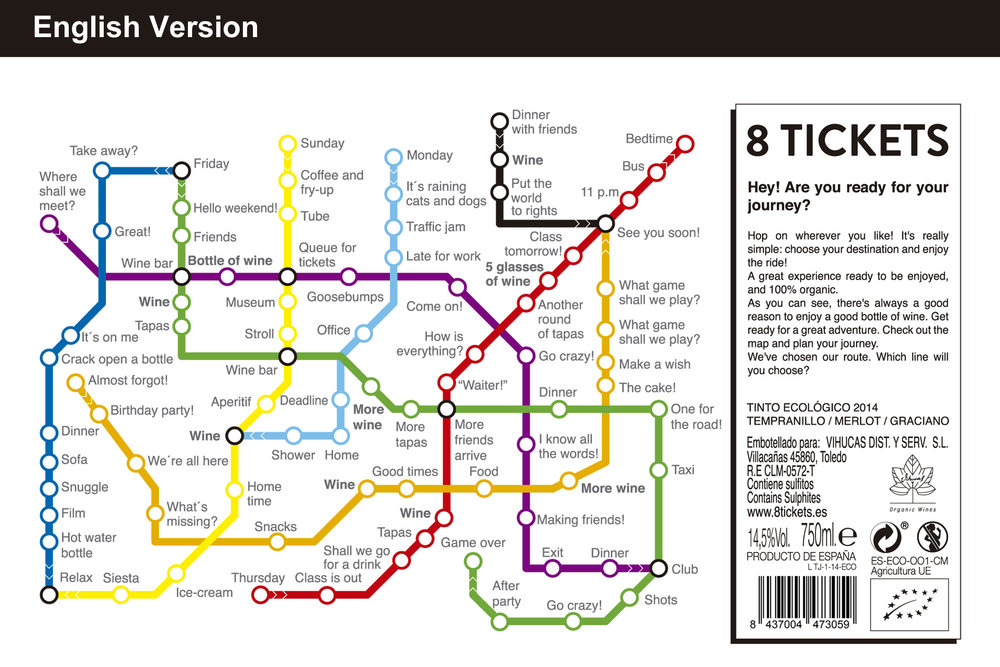 English Version
Dinner
with friends
Wine
Put the
world
to rights
Bedtime
Bus
11 p.m
See you soon!
Class
tomorrow!
5 glasses
of wine
Another
round
of tapas
How is
everything?
“Waiter!”
Sunday
Coffee and
fry-up
Tube
Queue for
tickets
Museum
Stroll
Wine bar
Aperitif
Wine
Home
time
Ice-cream
Siesta
Relax
Monday
It´s raining
cats and dogs
Traffic jam
Late for work
Office
Deadline
Home
Shower
Take away?
Friday
Hello weekend!
Friends
Wine bar
Bottle of wine
Wine
Tapas
Where
shall we
meet?
Great!
It´s on me
Crack open a bottle
Dinner
Sofa
Snuggle
Film
Hot water
bottle
Goosebumps
Come on!
Go crazy!
I know all
the words!
Making friends!
Exit
Dinner
Club
Almost forgot!
Birthday party!
We´re all here
What´s
missing?
Snacks
Wine
Good times
Food
More wine
The cake!
Make a wish
What game
shall we play?
What game
shall we play?
More
wine
More
tapas
More
friends
arrive
Dinner
One for
the road!
Taxi
Shots
Go crazy!
After
party
Game over
Thursday
Class is out
Shall we go
for a drink
Tapas
Wine
8 TICKETS
Hey! Are you ready for your
journey?
Hop on wherever you like! It's really
simple: choose your destination and enjoy
the ride!
A great experience ready to be enjoyed,
and 100% organic.
As you can see, there's always a good
reason to enjoy a good bottle of wine. Get
ready for a great adventure. Check out the
map and plan your journey.
We've chosen our route. Which line will
you choose?
TINTO ECOLÓGICO 2014
TEMPRANILLO / MERLOT / GRACIANO
Embotellado para: VIHUCAS DIST. Y SERV. S.L.
Villacañas 45860, Toledo
R.E CLM-0572-T
Contiene sulfitos
Contains Sulphites
www.8tickets.es
Organic Wines
14,5%Vol. 750ml e
PRODUCTO DE ESPAÑA
L TJ-1-14-ECO
®
ES-ECO-001-CM
Agricultura UE
8 437004 473059